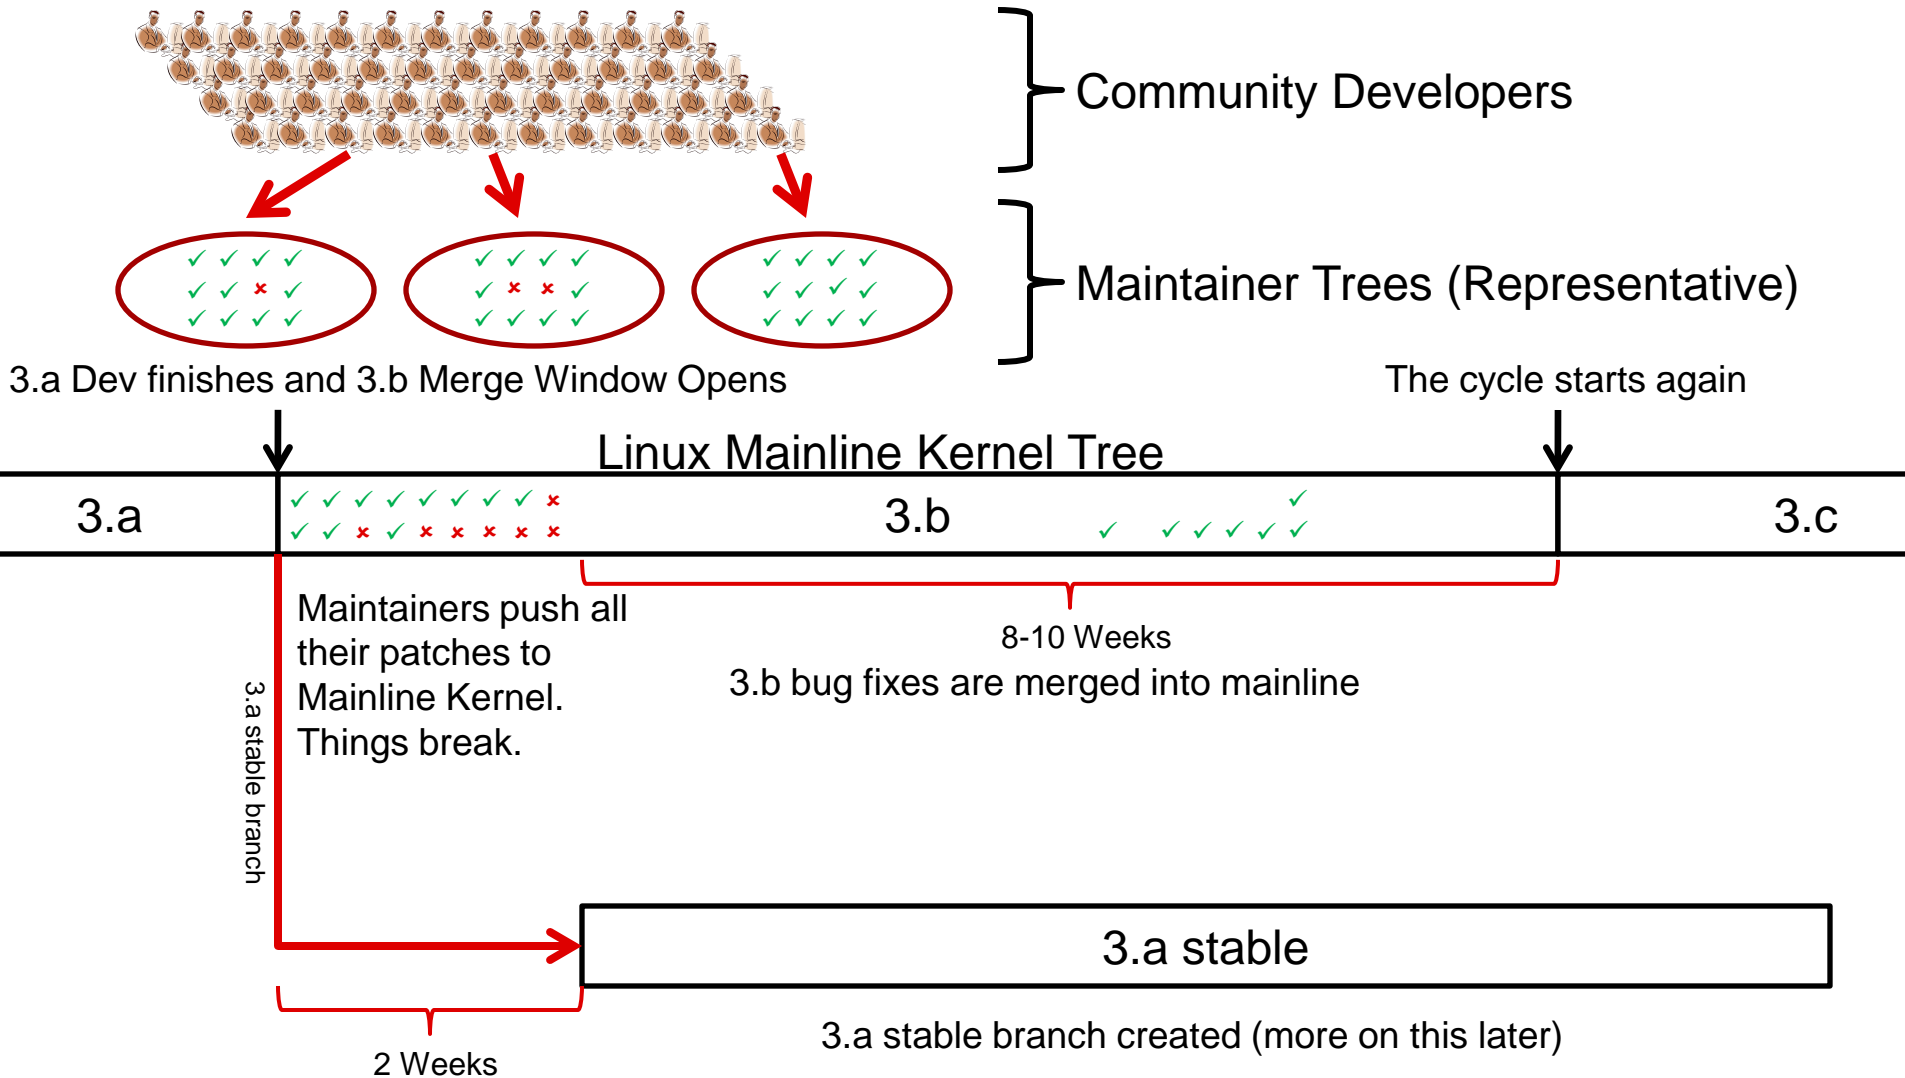 Community Developers
Maintainer Trees (Representative)
3.a Dev finishes and 3.b Merge Window Opens
The cycle starts again
Linux Mainline Kernel Tree
3.a
3.b
3.c
Maintainers push all
their patches to
Mainline Kernel.
Things break.
8-10 Weeks
3.b bug fixes are merged into mainline
3.a stable branch
3.a stable
3.a stable branch created (more on this later)
2 Weeks